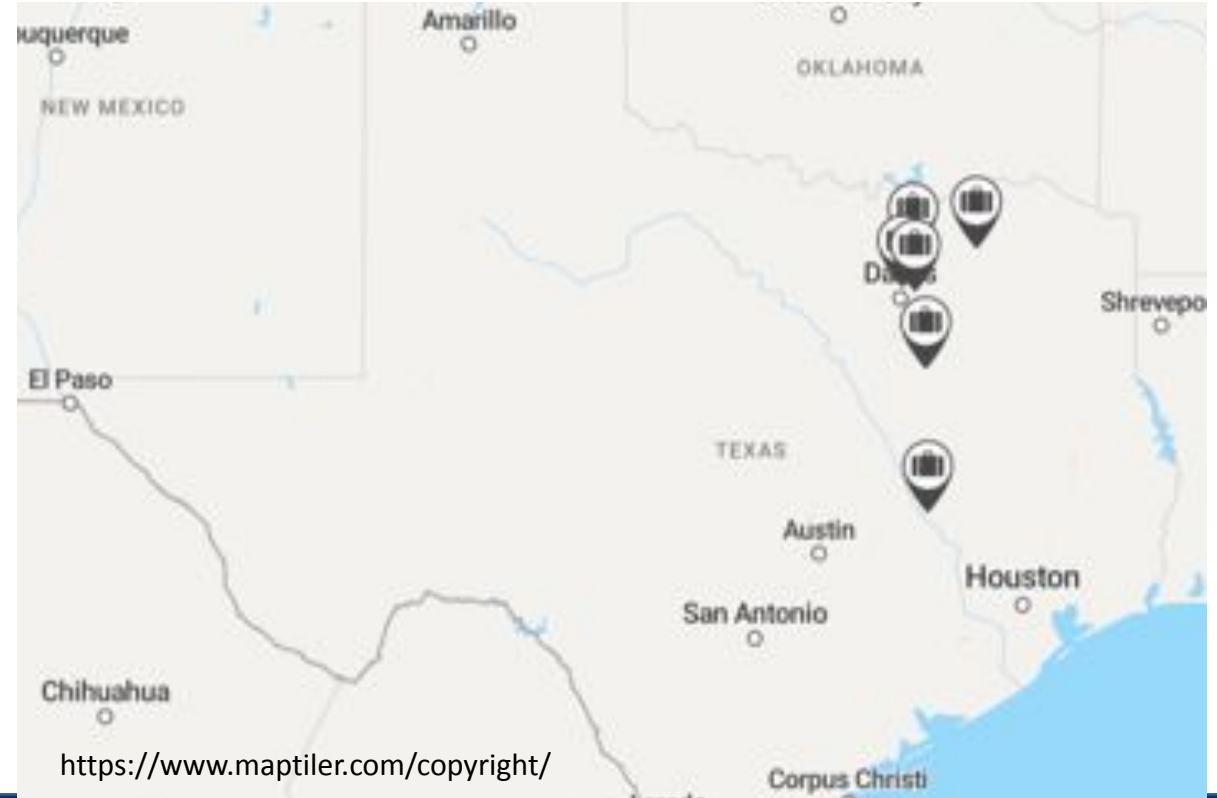 Amarillo
uquerque
OKLAHOMA
NEW MEXICO
Shrevepo
El Paso
TEXAS
Austin
Houston
San Antonio
Chihuahua
https://www.maptiler.com/copyright/
Corpus Christi